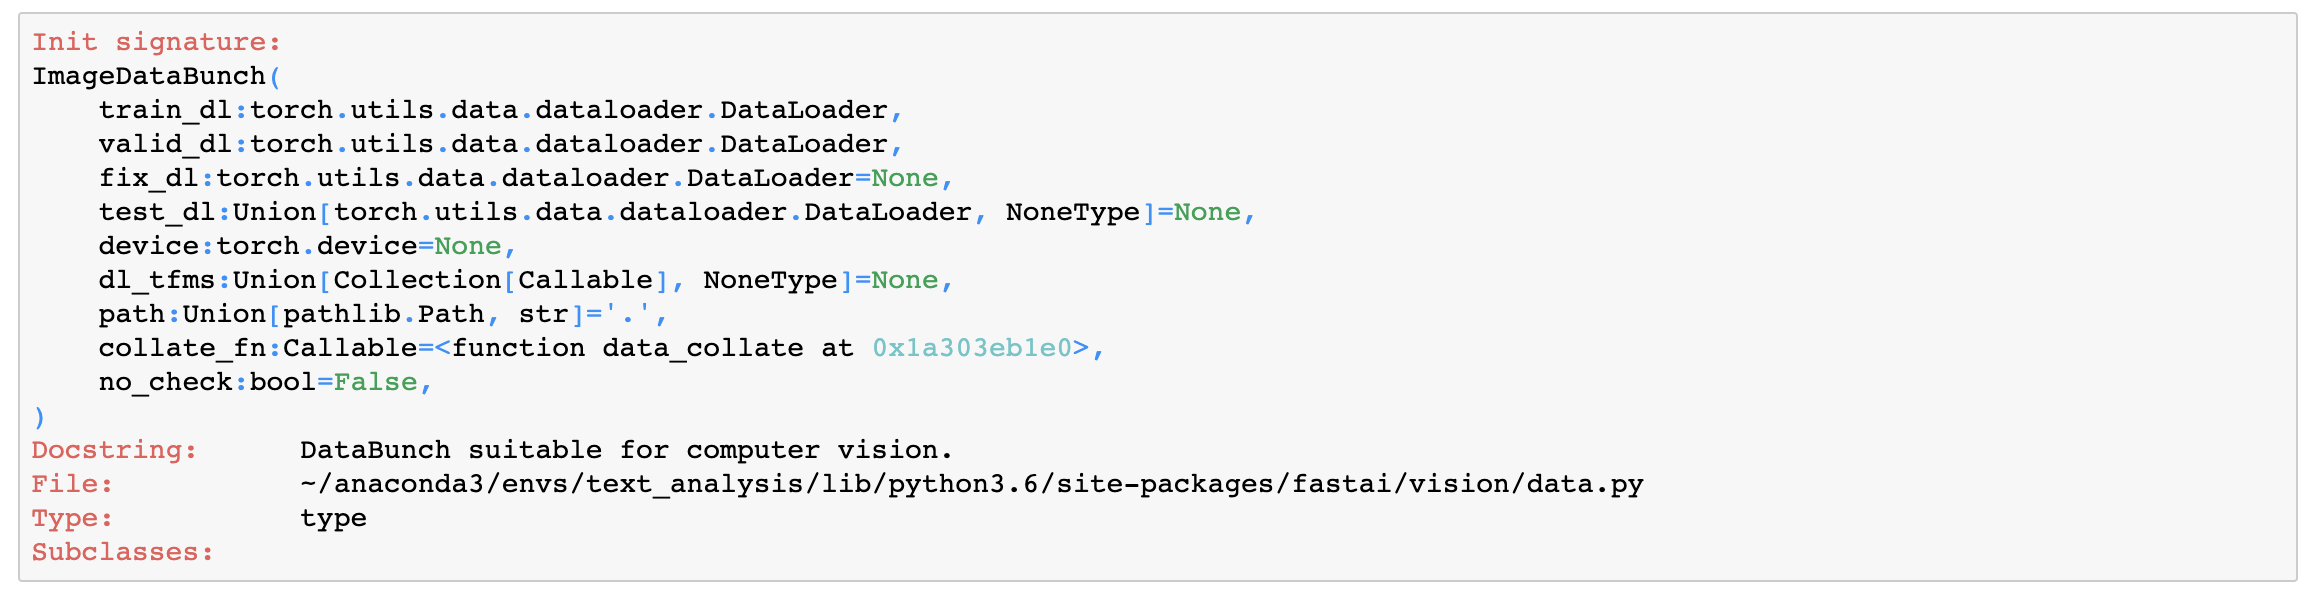 Init signature:
ImageDataBunch(
    train_dl:torch.utils.data.dataloader.DataLoader,
    valid_dl:torch.utils.data.dataloader.DataLoader,
    fix_dl:torch.utils.data.dataloader.DataLoader=None,
    test_dl:Union[torch.utils.data.dataloader.DataLoader, NoneType]=None,
    device:torch.device=None,
    dl_tfms:Union[Collection[Callable], NoneType]=None,
    path:Union[pathlib.Path, str]='.',
    collate_fn:Callable=<function data_collate at 0x1a303eb1e0>,
    no_check:bool=False,
)
Docstring:      DataBunch suitable for computer vision.
File:           ~/anaconda3/envs/text_analysis/lib/python3.6/site-packages/fastai/vision/data.py
Type:           type
Subclasses: